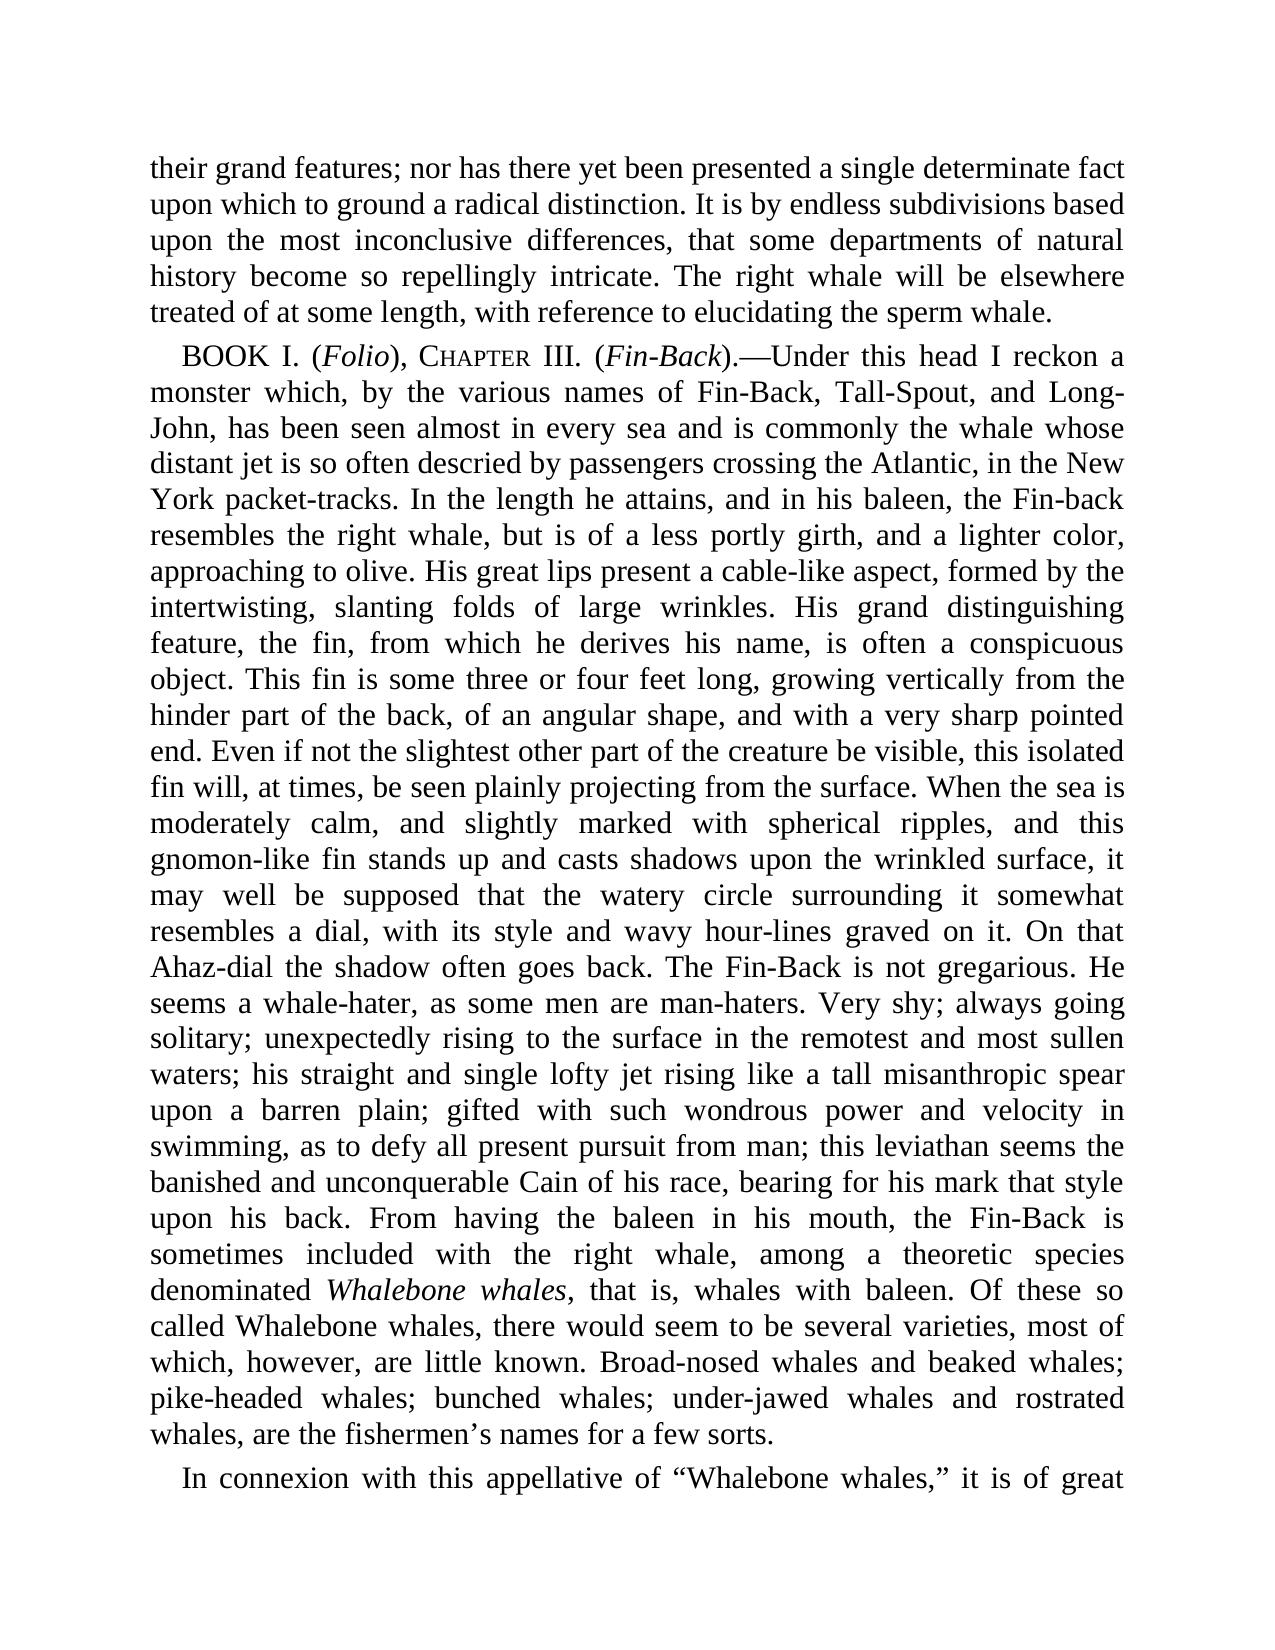 their grand features; nor has there yet been presented a single determinate fact
upon which to ground a radical distinction. It is by endless subdivisions based
upon the most inconclusive differences, that some departments of natural
history become so repellingly intricate. The right whale will be elsewhere
treated of at some length, with reference to elucidating the sperm whale.
BOOK I. (Folio), CHAPTER III. (Fin-Back).—Under this head I reckon a
monster which, by the various names of Fin-Back, Tall-Spout, and Long-
John, has been seen almost in every sea and is commonly the whale whose
distant jet is so often descried by passengers crossing the Atlantic, in the New
York packet-tracks. In the length he attains, and in his baleen, the Fin-back
resembles the right whale, but is of a less portly girth, and a lighter color,
approaching to olive. His great lips present a cable-like aspect, formed by the
intertwisting, slanting folds of large wrinkles. His grand distinguishing
feature, the fin, from which he derives his name, is often a conspicuous
object. This fin is some three or four feet long, growing vertically from the
hinder part of the back, of an angular shape, and with a very sharp pointed
end. Even if not the slightest other part of the creature be visible, this isolated
fin will, at times, be seen plainly projecting from the surface. When the sea is
moderately calm, and slightly marked with spherical ripples, and this
gnomon-like fin stands up and casts shadows upon the wrinkled surface, it
may well be supposed that the watery circle surrounding it somewhat
resembles a dial, with its style and wavy hour-lines graved on it. On that
Ahaz-dial the shadow often goes back. The Fin-Back is not gregarious. He
seems a whale-hater, as some men are man-haters. Very shy; always going
solitary; unexpectedly rising to the surface in the remotest and most sullen
waters; his straight and single lofty jet rising like a tall misanthropic spear
upon a barren plain; gifted with such wondrous power and velocity in
swimming, as to defy all present pursuit from man; this leviathan seems the
banished and unconquerable Cain of his race, bearing for his mark that style
upon his back. From having the baleen in his mouth, the Fin-Back is
sometimes included with the right whale, among a theoretic species
denominated Whalebone whales, that is, whales with baleen. Of these so
called Whalebone whales, there would seem to be several varieties, most of
which, however, are little known. Broad-nosed whales and beaked whales;
pike-headed whales; bunched whales; under-jawed whales and rostrated
whales, are the fishermen’s names for a few sorts.
In connexion with this appellative of “Whalebone whales,” it is of great